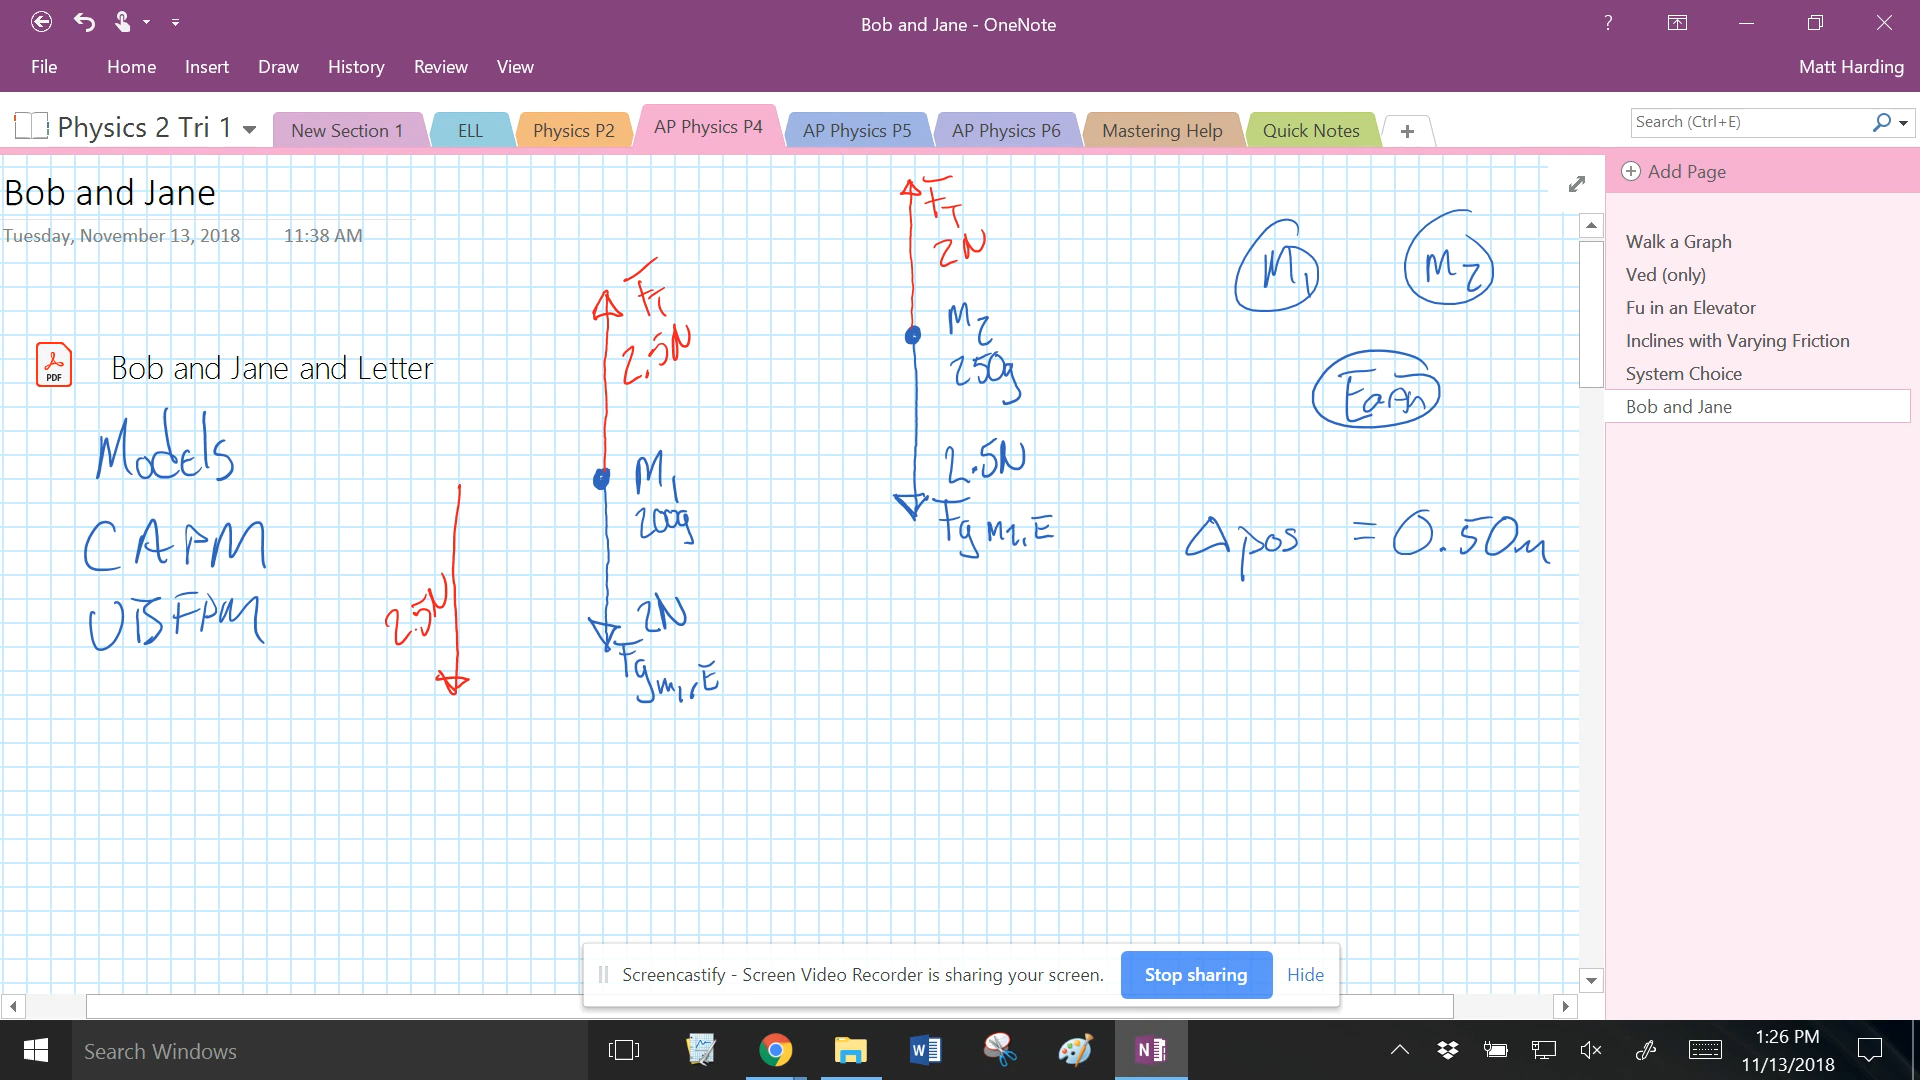 Bob and Jane - OneNote
?
File Home Insert Draw History Review View
Matt Harding
Physics 2 Tri 1
New Section 1
ELL
Physics P2
AP Physics P4
AP Physics P5
AP Physics P6
Mastering Help
Quick Notes
+
Search (Ctrl+E)
Add Page
Walk a Graph
Ved (only)
Fu in an Elevator
Inclines with Varying Friction
System Choice
Bob and Jane
Bob and Jane
Tuesday, November 13, 2018 11:38 AM
PDF
Bob and Jane and Letter
Models
CAPM
UBFPM
2.5N
FT
2.5N
M1
200g
2N
Fg m1,E
FT
2N
M2
250g
2.5N
Fg M2,E
M1
M2
Earth
Δpos = 0.50m
Screencastify - Screen Video Recorder is sharing your screen.
Stop sharing
Hide
Search Windows
1:26 PM
11/13/2018